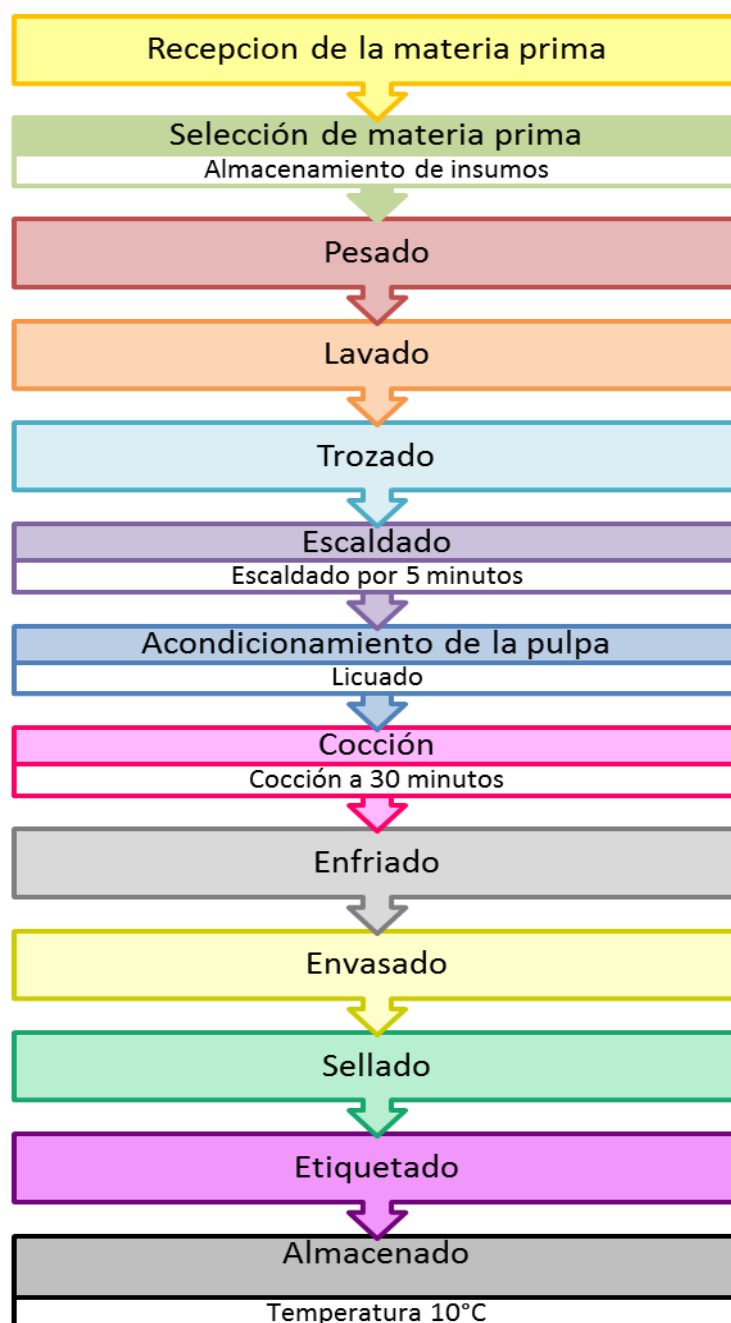 Recepcion de la materia prima
Selección de materia prima
Almacenamiento de insumos
Pesado
Lavado
Trozado
Escaldado
Escaldado por 5 minutos
Acondicionamiento de la pulpa
Licuado
Cocción
Cocción a 30 minutos
Enfriado
Envasado
Sellado
Etiquetado
Almacenado
Temperatura 10°C